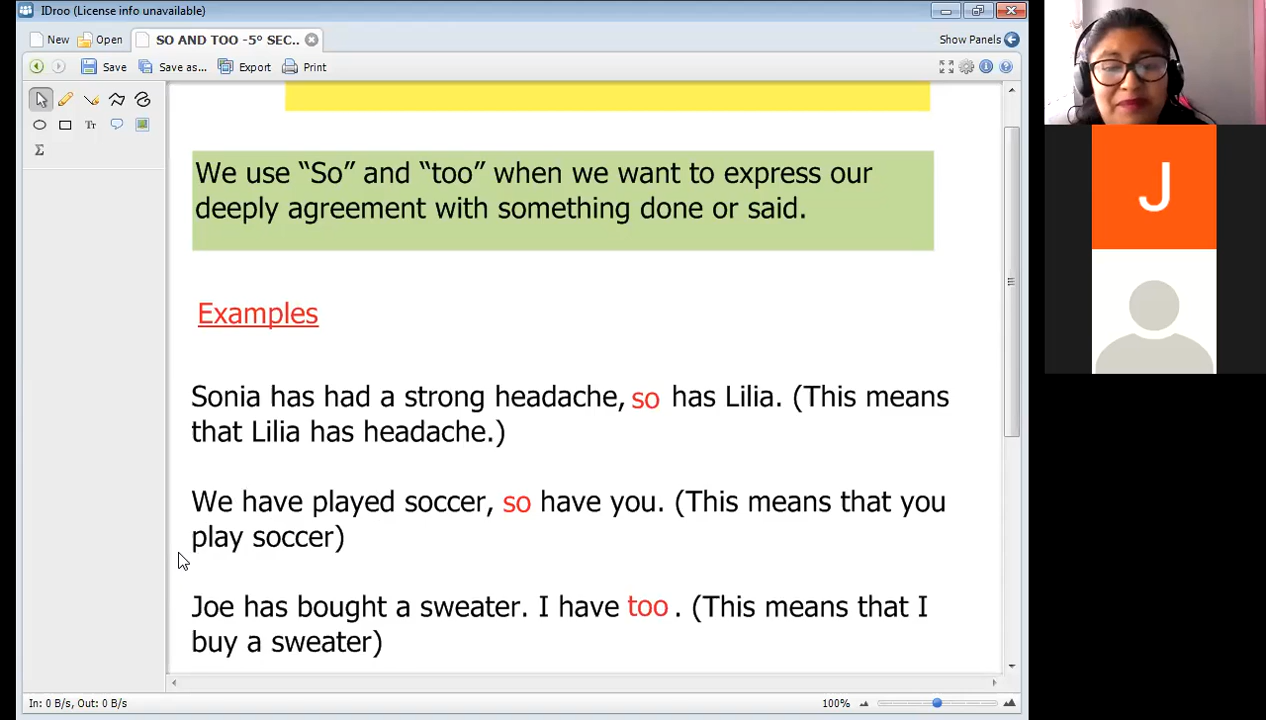 IDroo (License info unavailable)
New Open SO AND TOO -5º SEC.. Show Panels
Save Save as... Export Print
Tr
Σ
We use “So” and “too” when we want to express our
deeply agreement with something done or said.
Examples
Sonia has had a strong headache, so has Lilia. (This means
that Lilia has headache.)
We have played soccer, so have you. (This means that you
play soccer)
Joe has bought a sweater. I have too . (This means that I
buy a sweater)
In: 0 B/s, Out: 0 B/s 100%
J